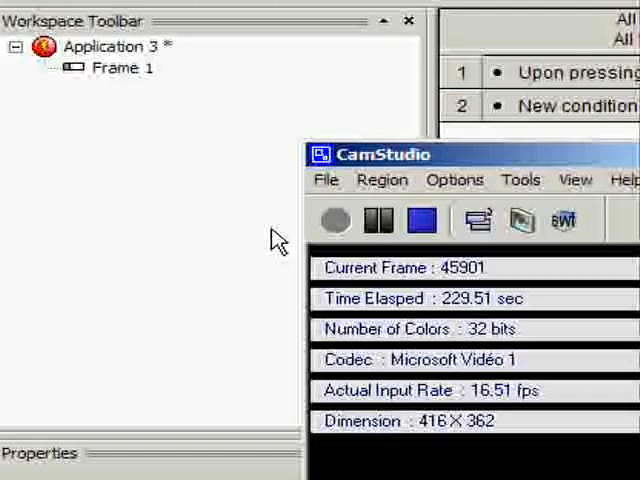 Workspace Toolbar
Application 3 *
Frame 1
All
All
1 • Upon pressing
2 • New condition
CamStudio
File Region Options Tools View Help
BWI
Current Frame : 45901
Time Elasped : 229.51 sec
Number of Colors : 32 bits
Codec : Microsoft Vidéo 1
Actual Input Rate : 16.51 fps
Dimension : 416 X 362
Properties